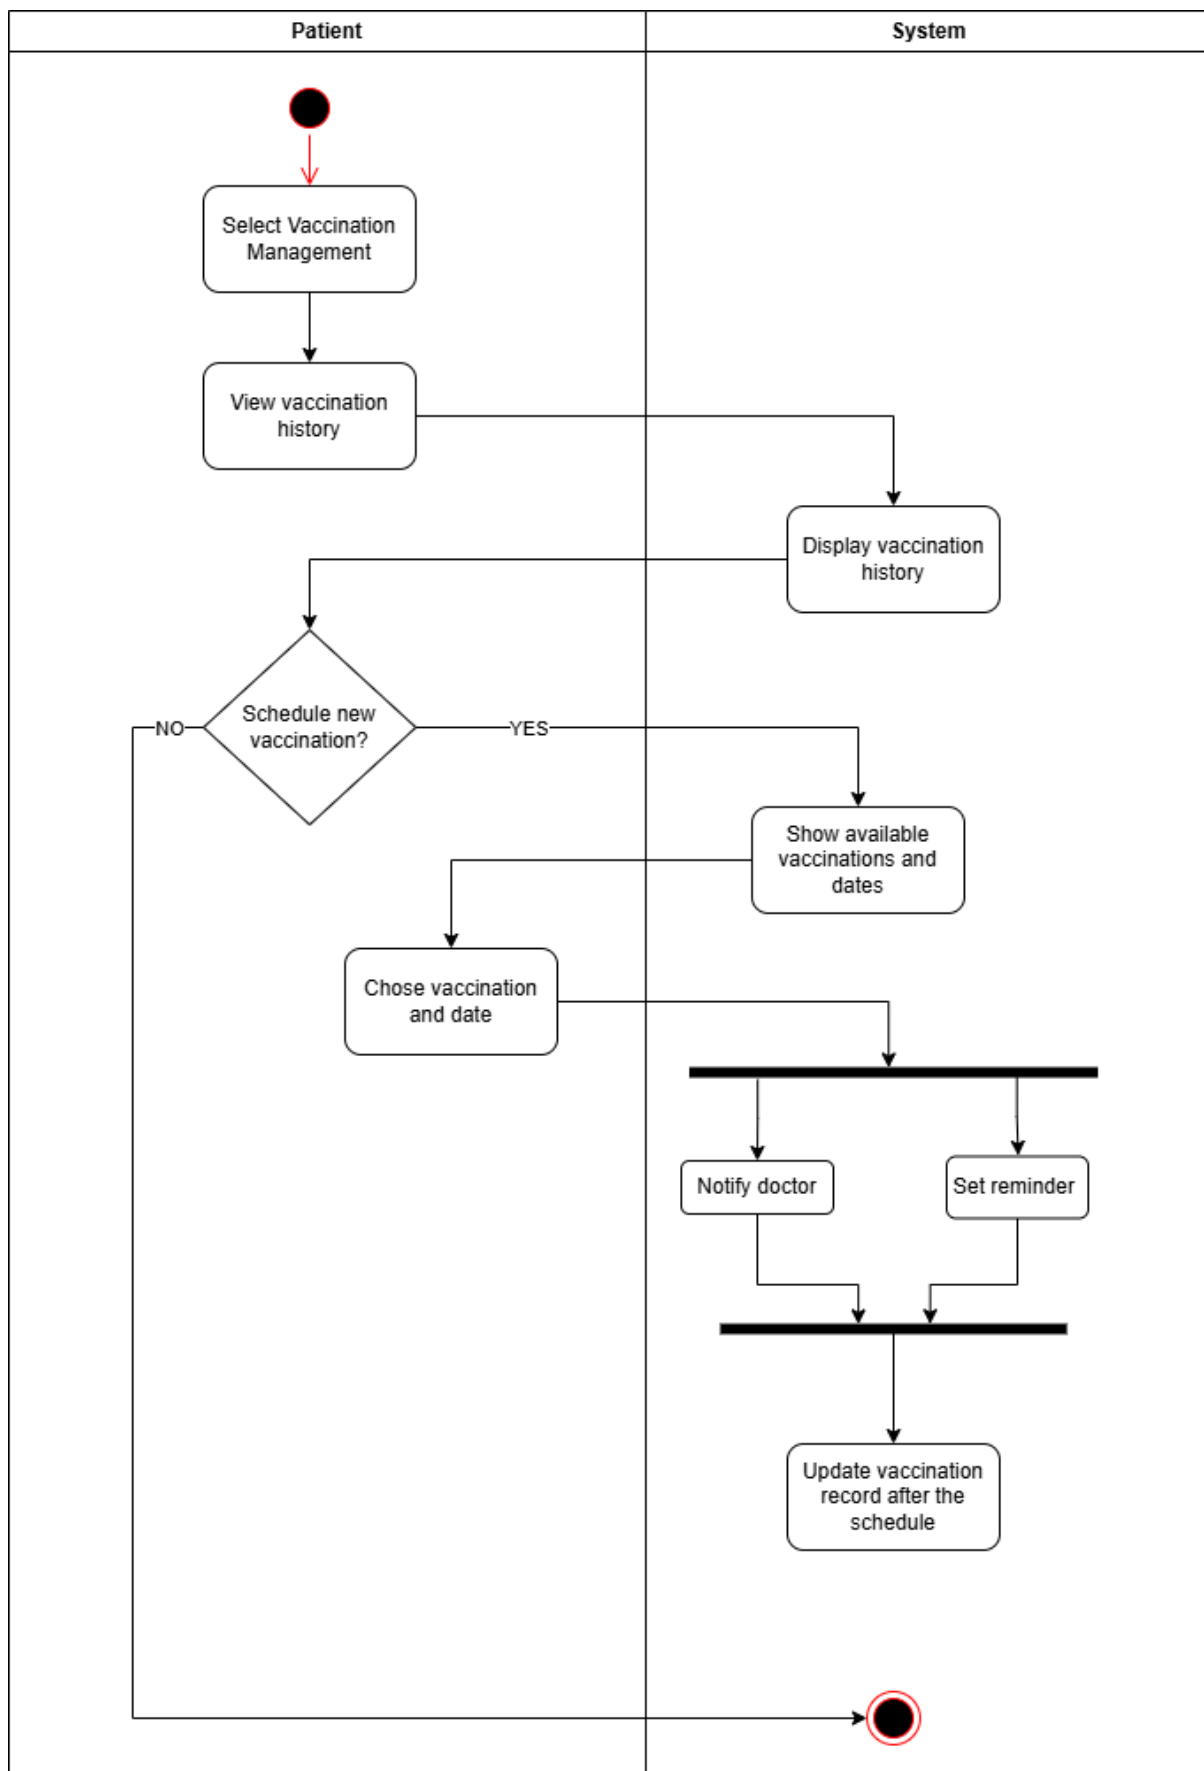 Patient
System
Select Vaccination
Management
View vaccination
history
Display vaccination
history
Schedule new
vaccination?
NO
YES
Show available
vaccinations and
dates
Chose vaccination
and date
Notify doctor
Set reminder
Update vaccination
record after the
schedule